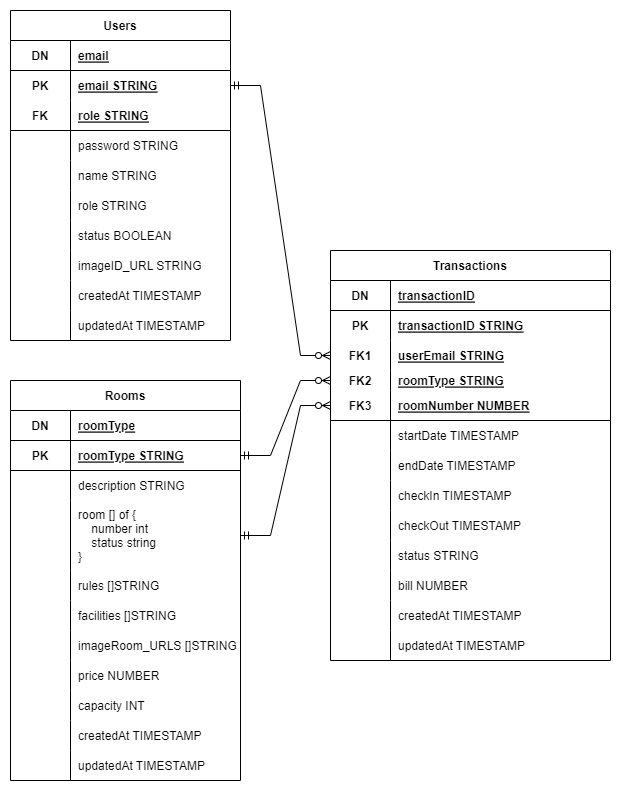 Users
DN email
PK email STRING
FK role STRING
password STRING
name STRING
role STRING
status BOOLEAN
imageID_URL STRING
createdAt TIMESTAMP
updatedAt TIMESTAMP
Rooms
DN roomType
PK roomType STRING
description STRING
room [] of {
number int
status string
}
rules []STRING
facilities []STRING
imageRoom_URLS []STRING
price NUMBER
capacity INT
createdAt TIMESTAMP
updatedAt TIMESTAMP
Transactions
DN transactionID
PK transactionID STRING
FK1 userEmail STRING
FK2 roomType STRING
FK3 roomNumber NUMBER
startDate TIMESTAMP
endDate TIMESTAMP
checkIn TIMESTAMP
checkOut TIMESTAMP
status STRING
bill NUMBER
createdAt TIMESTAMP
updatedAt TIMESTAMP